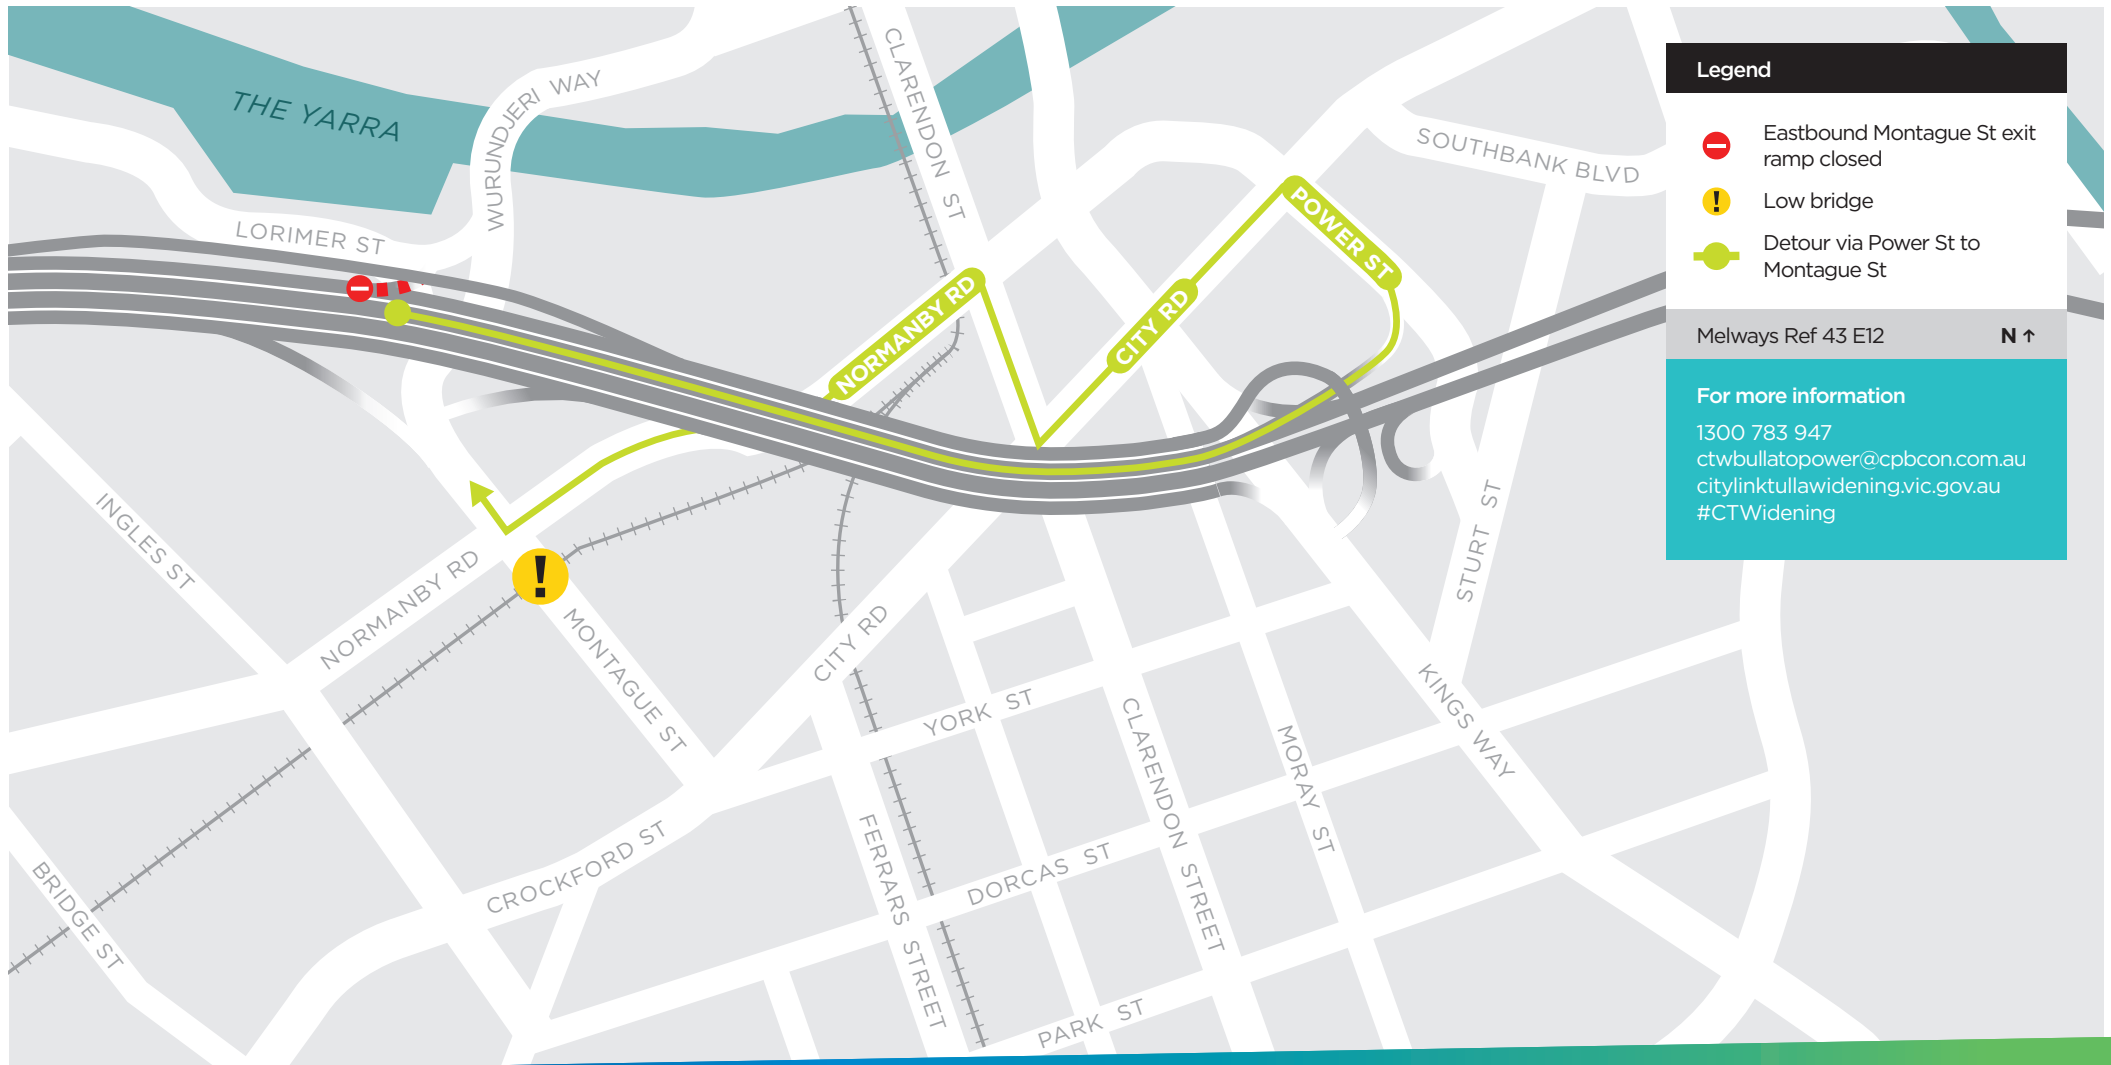 THE YARRA
WURUNDJERI WAY
CLARENDON ST
SOUTHBANK BLVD
LORIMER ST
POWER ST
NORMANBY RD
CITY RD
INGLES ST
NORMANBY RD
MONTAGUE ST
CITY RD
STURT ST
YORK ST
CLARENDON STREET
MORAY ST
KINGS WAY
BRIDGE ST
CROCKFORD ST
FERRARS STREET
DORCAS ST
PARK ST
!
Legend
Eastbound Montague St exit
ramp closed
! Low bridge
Detour via Power St to
Montague St
Melways Ref 43 E12 N ↑
For more information
1300 783 947
ctwbullatopower@cpbcon.com.au
citylinktullawidening.vic.gov.au
#CTWidening